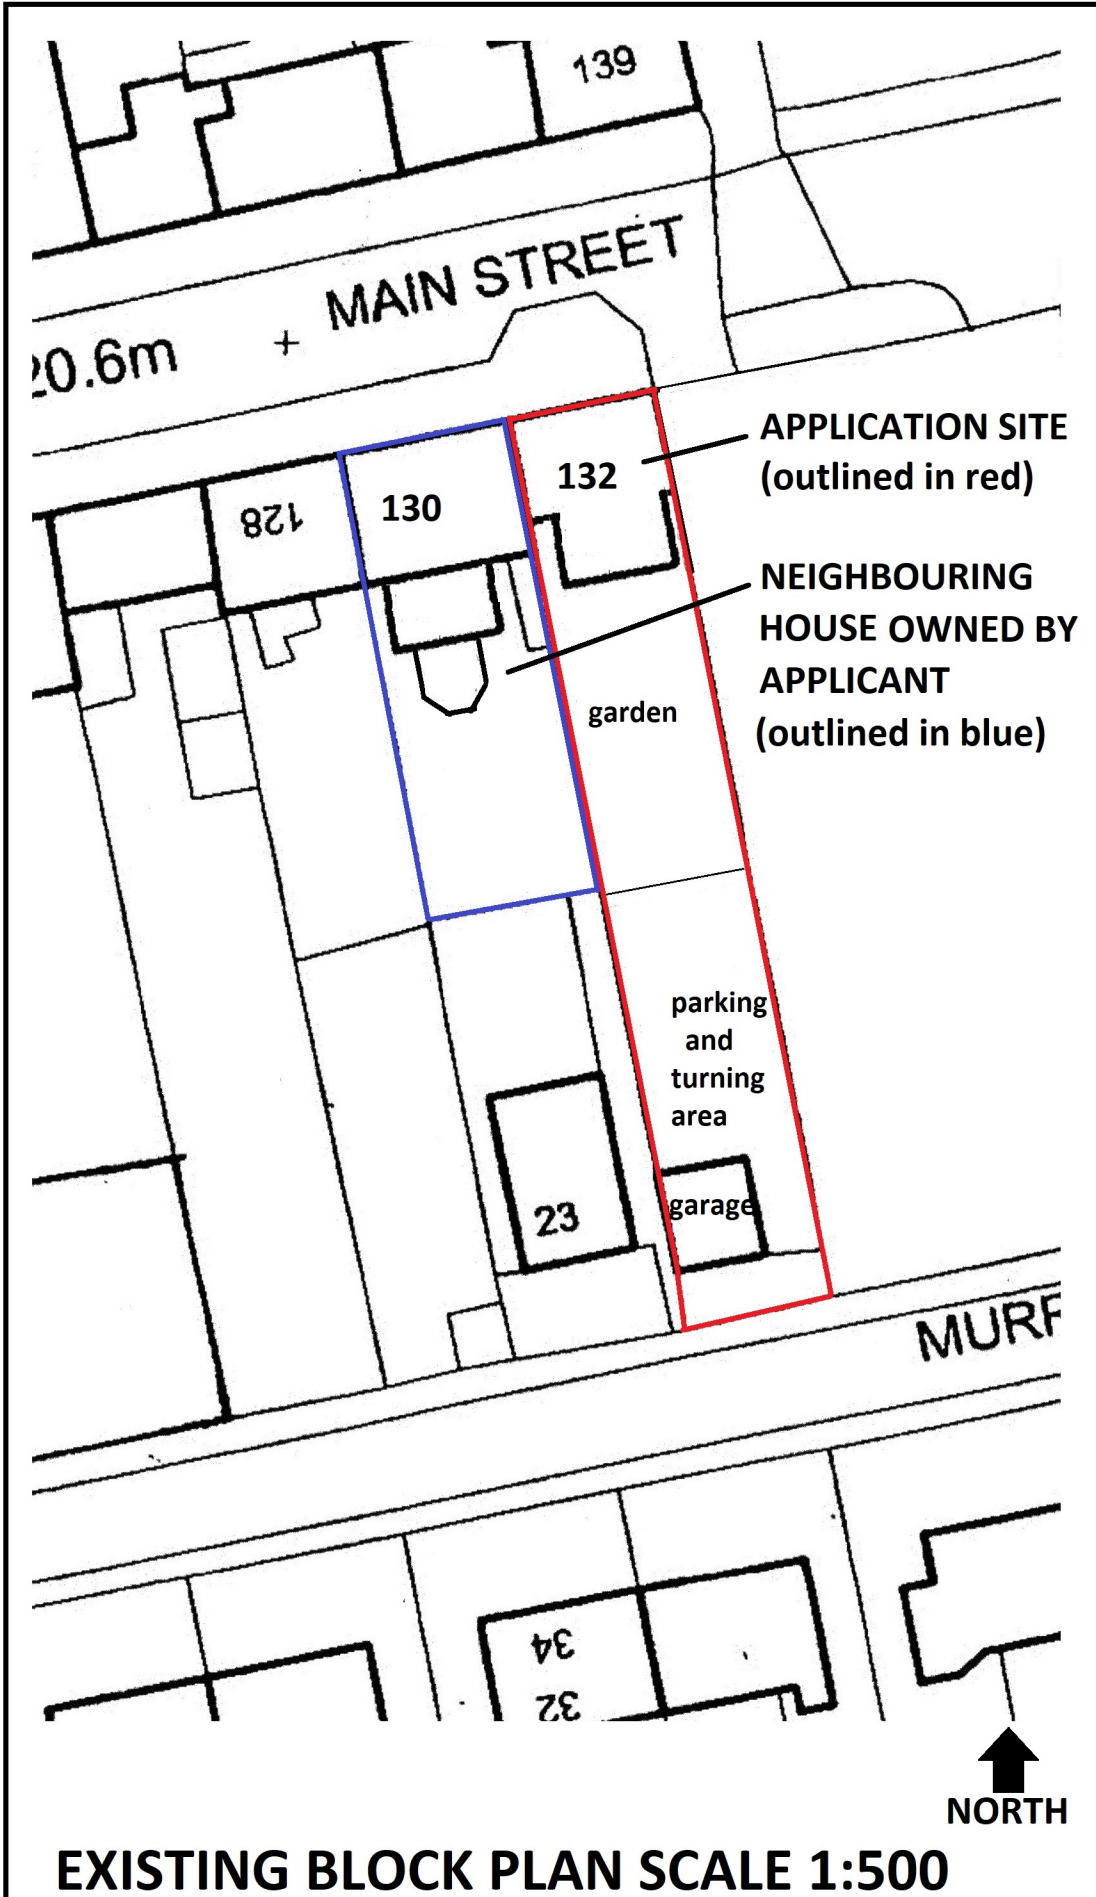 139
MAIN STREET
20.6m
APPLICATION SITE
(outlined in red)
132
130
128
NEIGHBOURING
HOUSE OWNED BY
APPLICANT
(outlined in blue)
garden
parking
and
turning
area
garage
23
MURR
34
32
NORTH
EXISTING BLOCK PLAN SCALE 1:500